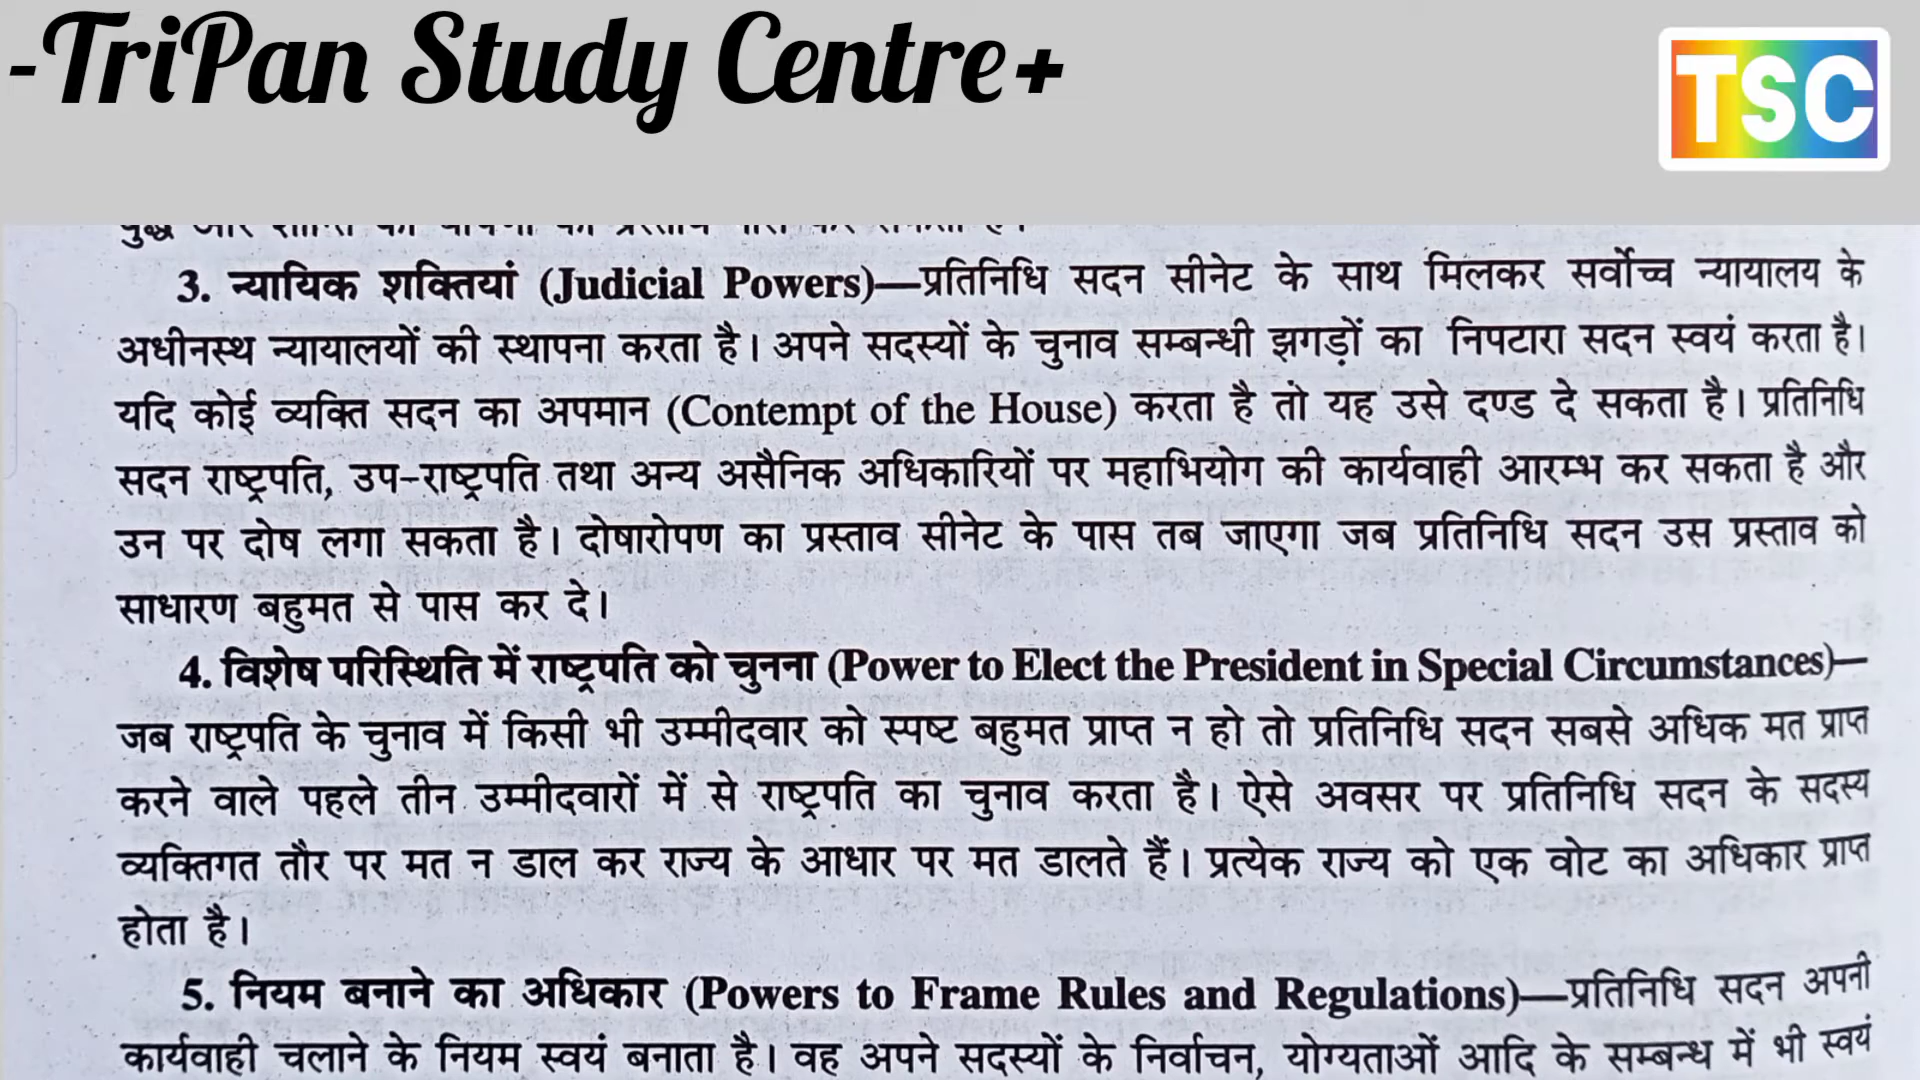 -TriPan Study Centre+
TSC
3. न्यायिक शक्तियां (Judicial Powers)—प्रतिनिधि सदन सीनेट के साथ मिलकर सर्वोच्च न्यायालय के
अधीनस्थ न्यायालयों की स्थापना करता है। अपने सदस्यों के चुनाव सम्बन्धी झगड़ों का निपटारा सदन स्वयं करता है।
यदि कोई व्यक्ति सदन का अपमान (Contempt of the House) करता है तो यह उसे दण्ड दे सकता है। प्रतिनिधि
सदन राष्ट्रपति, उप-राष्ट्रपति तथा अन्य असैनिक अधिकारियों पर महाभियोग की कार्यवाही आरम्भ कर सकता है और
उन पर दोष लगा सकता है। दोषारोपण का प्रस्ताव सीनेट के पास तब जाएगा जब प्रतिनिधि सदन उस प्रस्ताव को
साधारण बहुमत से पास कर दे।
4. विशेष परिस्थिति में राष्ट्रपति को चुनना (Power to Elect the President in Special Circumstances)—
जब राष्ट्रपति के चुनाव में किसी भी उम्मीदवार को स्पष्ट बहुमत प्राप्त न हो तो प्रतिनिधि सदन सबसे अधिक मत प्राप्त
करने वाले पहले तीन उम्मीदवारों में से राष्ट्रपति का चुनाव करता है। ऐसे अवसर पर प्रतिनिधि सदन के सदस्य
व्यक्तिगत तौर पर मत न डाल कर राज्य के आधार पर मत डालते हैं। प्रत्येक राज्य को एक वोट का अधिकार प्राप्त
होता है।
5. नियम बनाने का अधिकार (Powers to Frame Rules and Regulations)—प्रतिनिधि सदन अपनी
कार्यवाही चलाने के नियम स्वयं बनाता है। वह अपने सदस्यों के निर्वाचन, योग्यताओं आदि के सम्बन्ध में भी स्वयं